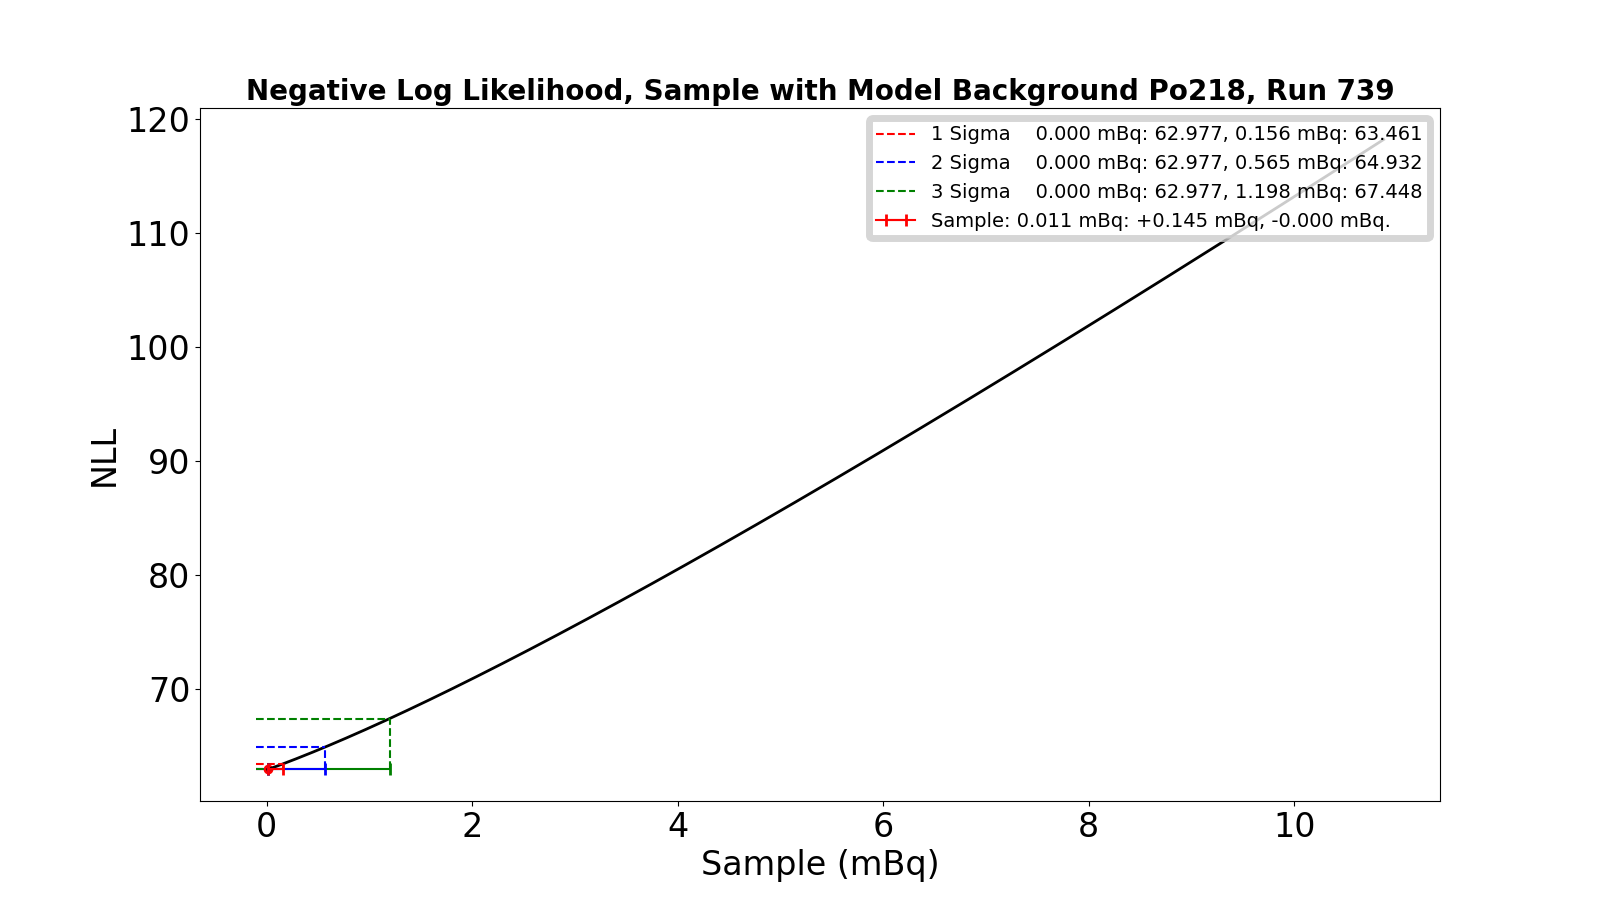 Negative Log Likelihood, Sample with Model Background Po218, Run 739
120
110
100
90
80
70
NLL
1 Sigma 0.000 mBq: 62.977, 0.156 mBq: 63.461
2 Sigma 0.000 mBq: 62.977, 0.565 mBq: 64.932
3 Sigma 0.000 mBq: 62.977, 1.198 mBq: 67.448
Sample: 0.011 mBq: +0.145 mBq, -0.000 mBq.
0 2 4 6 8 10
Sample (mBq)